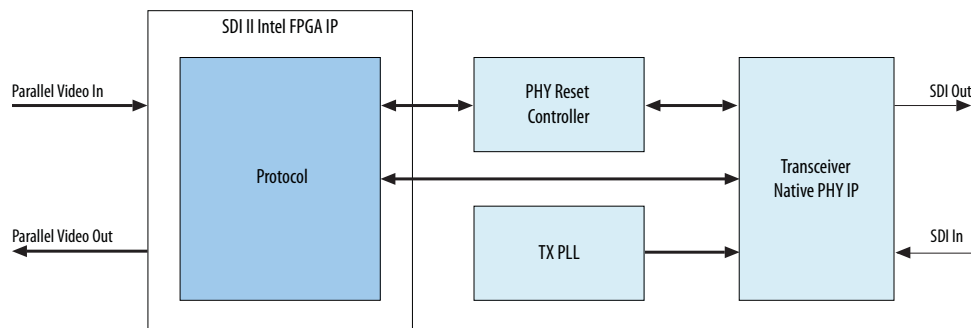 SDI II Intel FPGA IP
Parallel Video In
PHY Reset
Controller
SDI Out
Protocol
Transceiver
Native PHY IP
Parallel Video Out
TX PLL
SDI In